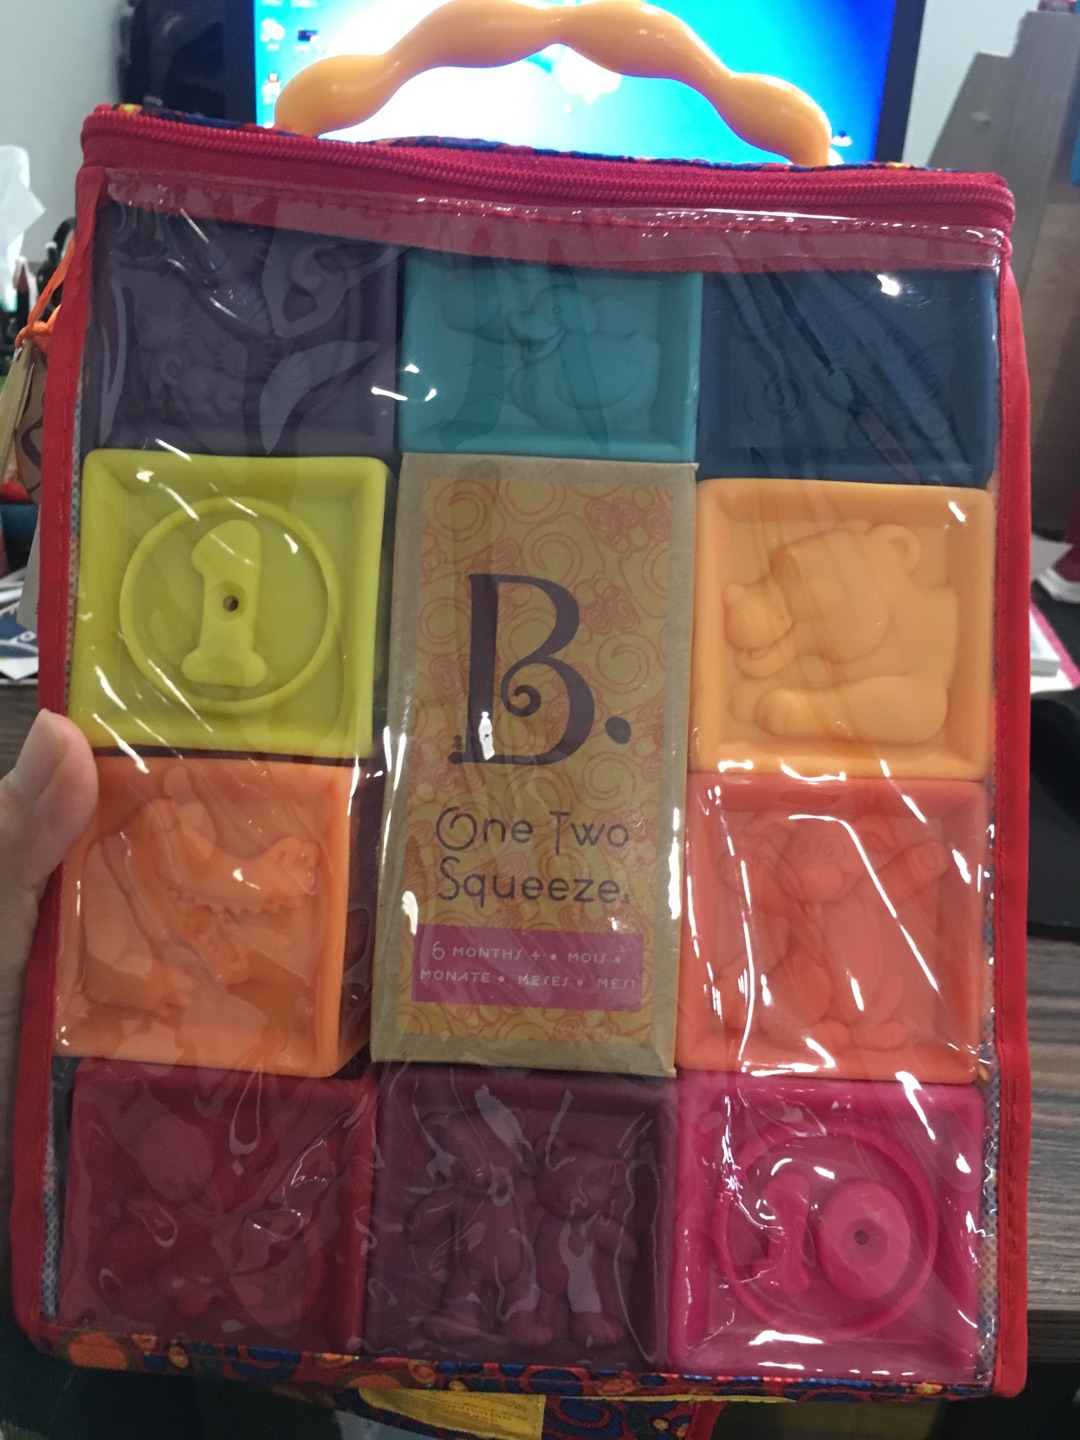 1
B.
One Two
Squeeze
6 MONTHS + • MOIS •
MONATE • MESES • MESI
10